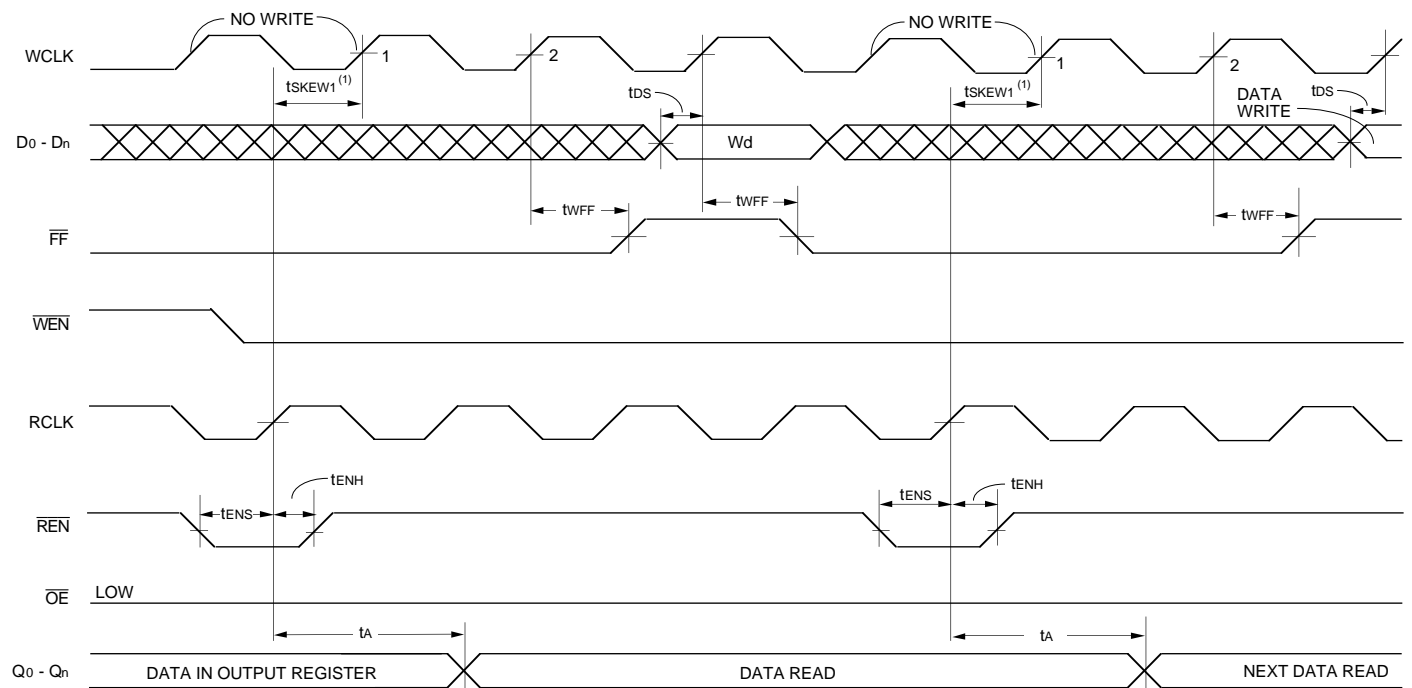 NO WRITE
NO WRITE
WCLK
1
2
1
2
tSKEW1 (1)
tDS
tSKEW1 (1)
tDS
DATA
WRITE
D0 - Dn
Wd
tWFF
tWFF
tWFF
FF
WEN
RCLK
tENH
tENS
tENS
tENH
REN
OE
LOW
tA
tA
Q0 - Qn
DATA IN OUTPUT REGISTER
DATA READ
NEXT DATA READ